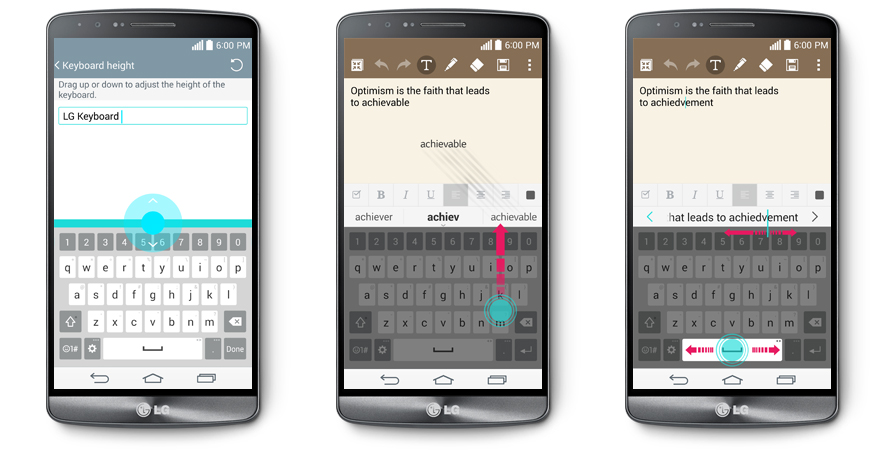 6:00 PM
Keyboard height
Drag up or down to adjust the height of the
keyboard.
LG Keyboard
1 2 3 4 5 6 7 8 9 0
q w e r t y u i o p
a s d f g h j k l
z x c v b n m
☺1# . Done
LG
6:00 PM
T
Optimism is the faith that leads
to achievable
achievable
B I U
achiever achiev achievable
1 2 3 4 5 6 7 8 9 0
q w e r t y u i o p
a s d f g h j k l
z x c v b n m
☺1# .
LG
6:00 PM
T
Optimism is the faith that leads
to achiedvement
B I U
hat leads to achiedvement
1 2 3 4 5 6 7 8 9 0
q w e r t y u i o p
a s d f g h j k l
z x c v b n m
☺1# .
LG